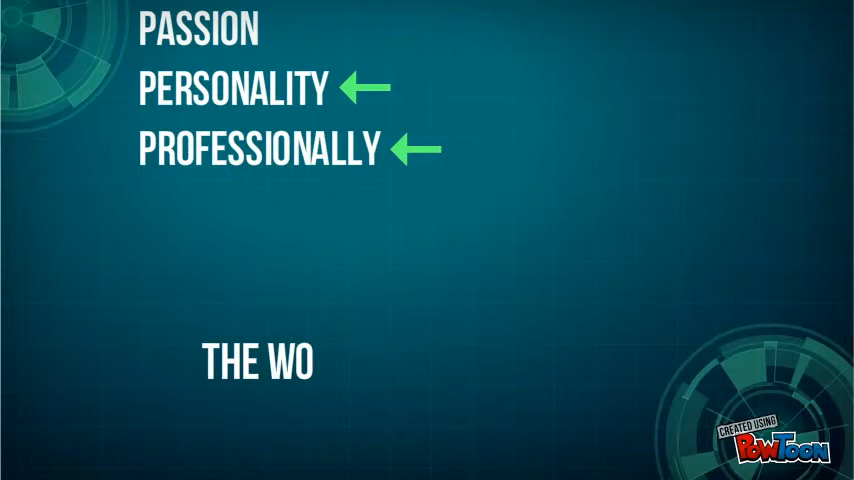 PASSION
PERSONALITY
PROFESSIONALLY
THE WO
CREATED USING
POWTOON